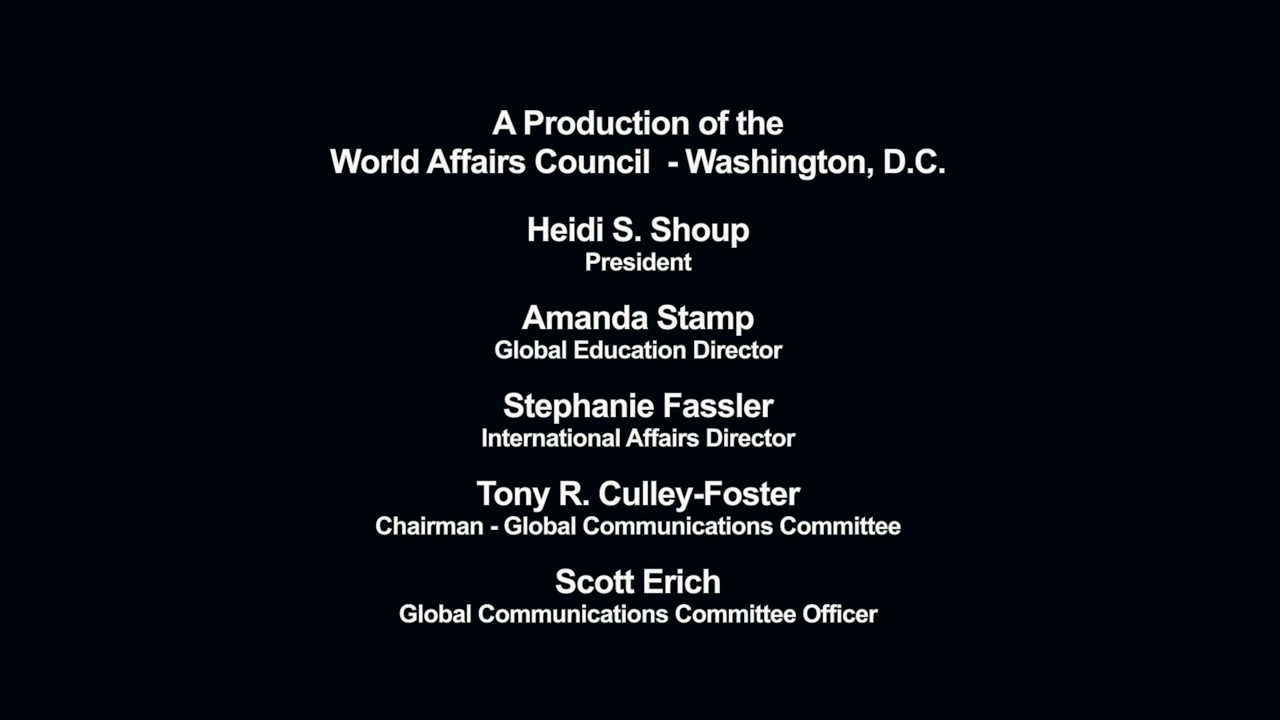 A Production of the
World Affairs Council - Washington, D.C.
Heidi S. Shoup
President
Amanda Stamp
Global Education Director
Stephanie Fassler
International Affairs Director
Tony R. Culley-Foster
Chairman - Global Communications Committee
Scott Erich
Global Communications Committee Officer